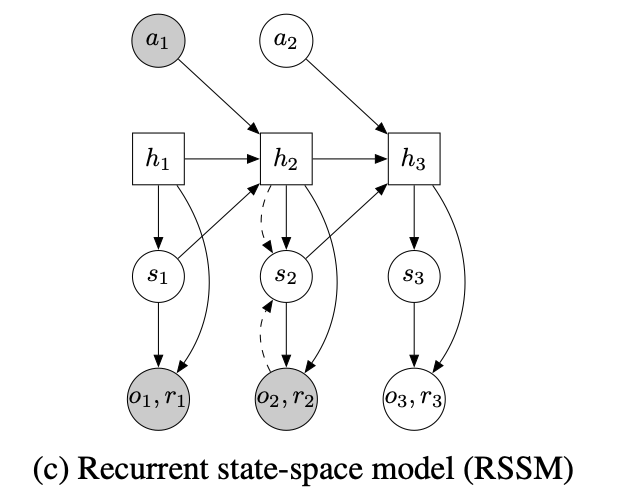 a₁ a₂
h₁ h₂ h₃
s₁ s₂ s₃
o₁, r₁ o₂, r₂ o₃, r₃
(c) Recurrent state-space model (RSSM)